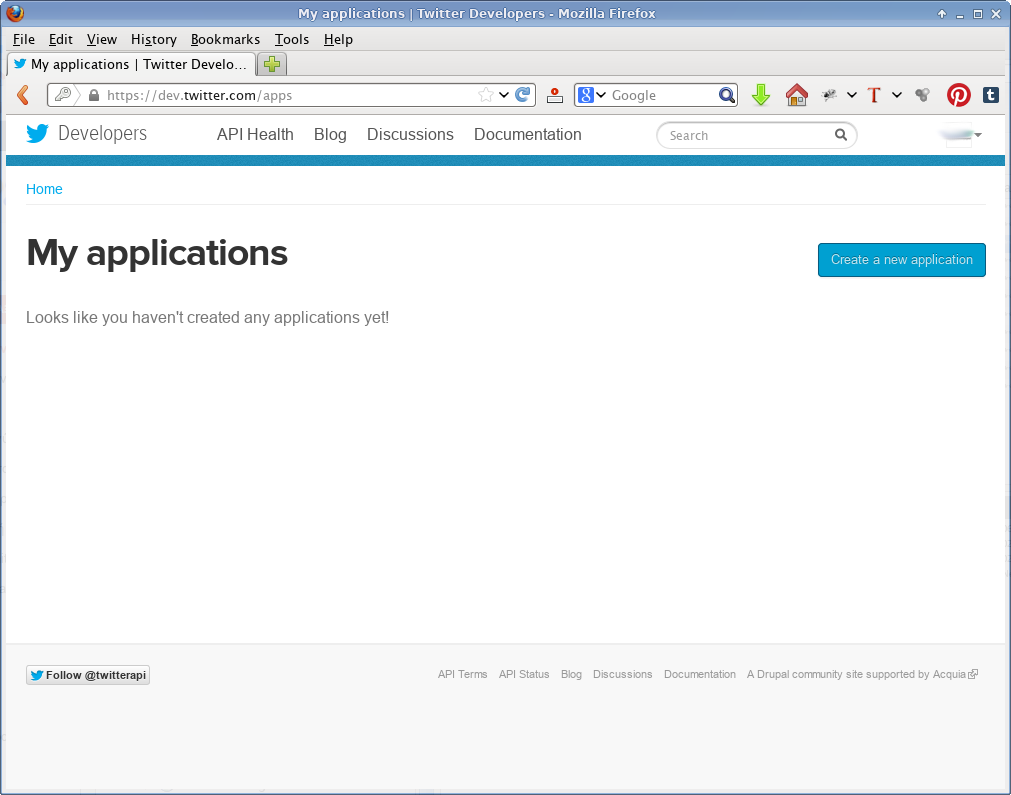 My applications | Twitter Developers - Mozilla Firefox
File Edit View History Bookmarks Tools Help
My applications | Twitter Develo...
https://dev.twitter.com/apps
8 Google T t
Developers API Health Blog Discussions Documentation Search
Home
My applications
Create a new application
Looks like you haven't created any applications yet!
Follow @twitterapi API Terms API Status Blog Discussions Documentation A Drupal community site supported by Acquia